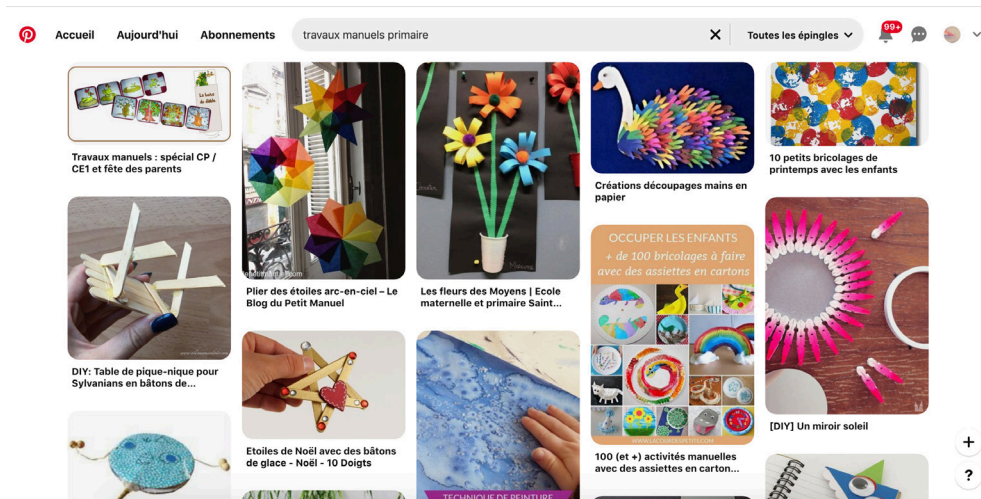 Accueil
Aujourd'hui
Abonnements
travaux manuels primaire
Toutes les épingles
99+
Travaux manuels : spécial CP /
CE1 et fête des parents
DIY: Table de pique-nique pour
Sylvanians en bâtons de...
Plier des étoiles arc-en-ciel – Le
Blog du Petit Manuel
Etoiles de Noël avec des bâtons
de glace - Noël - 10 Doigts
Les fleurs des Moyens | Ecole
maternelle et primaire Saint...
TECHNIQUE DE PEINTURE
Créations découpages mains en
papier
OCCUPER LES ENFANTS
+ de 100 bricolages à faire
avec des assiettes en cartons
WWW.LACOURDESPETITS.COM
100 (et +) activités manuelles
avec des assiettes en carton...
10 petits bricolages de
printemps avec les enfants
[DIY] Un miroir soleil
+
?